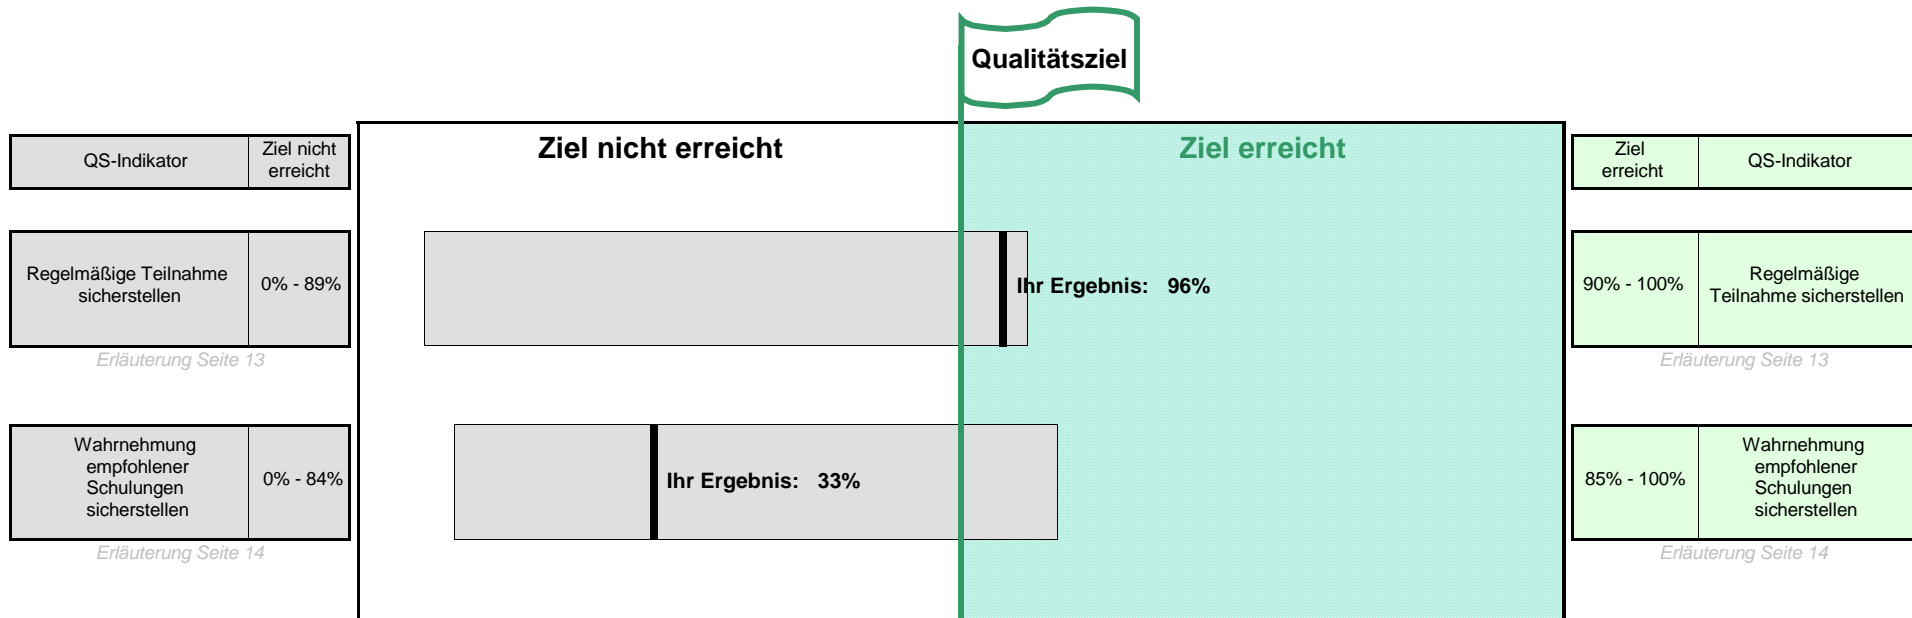 Qualitätsziel
Ziel nicht erreicht
Ziel erreicht
QS-Indikator
Ziel nicht
erreicht
Ziel
erreicht
QS-Indikator
Regelmäßige Teilnahme
sicherstellen
0% - 89%
Ihr Ergebnis: 96%
90% - 100%
Regelmäßige
Teilnahme sicherstellen
Erläuterung Seite 13
Erläuterung Seite 13
Wahrnehmung
empfohlener
Schulungen
sicherstellen
0% - 84%
Ihr Ergebnis: 33%
85% - 100%
Wahrnehmung
empfohlener
Schulungen
sicherstellen
Erläuterung Seite 14
Erläuterung Seite 14